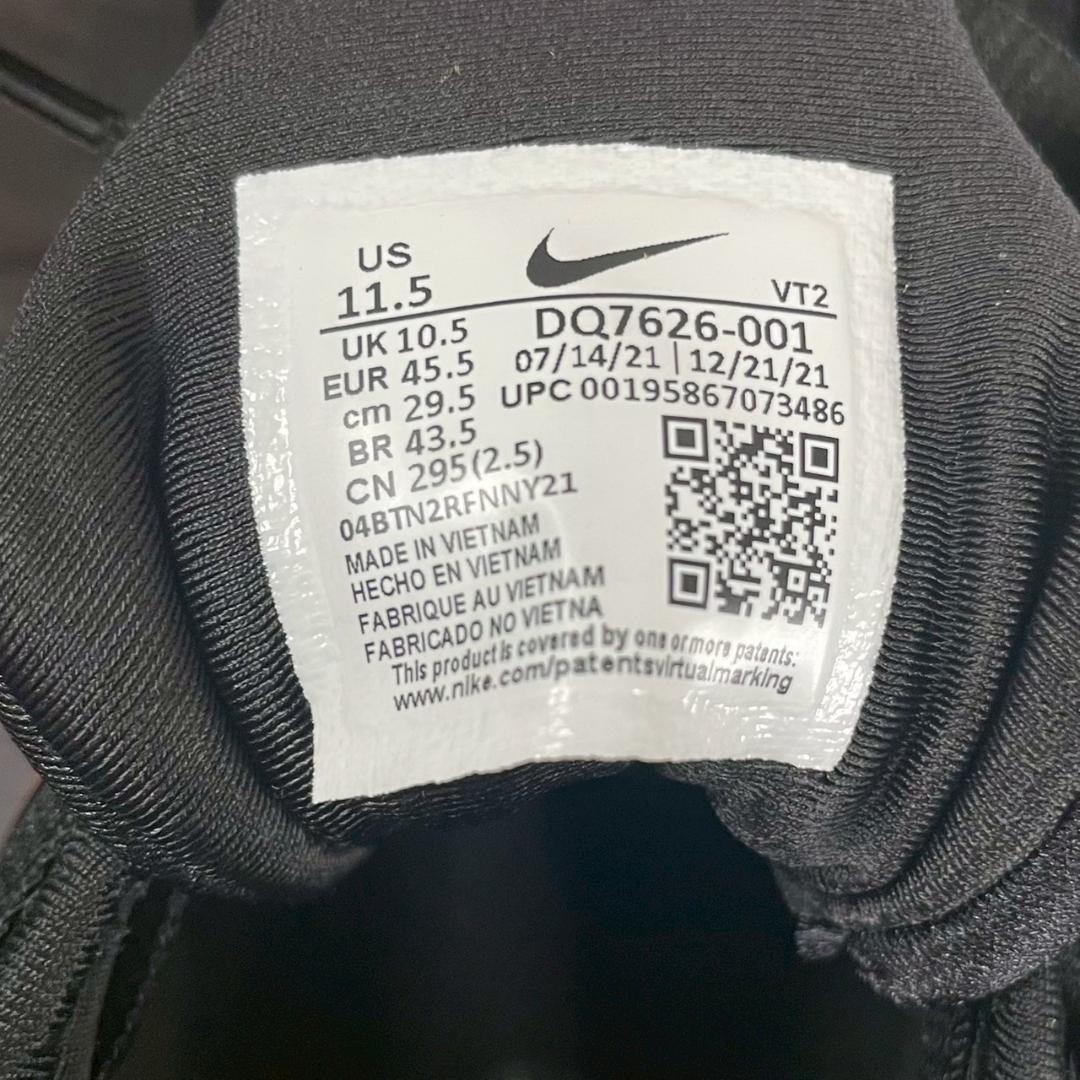 US
11.5
VT2
UK 10.5
DQ7626-001
EUR 45.5
07/14/21 | 12/21/21
cm 29.5
UPC 00195867073486
BR 43.5
CN 295(2.5)
04BTN2RFNNY21
MADE IN VIETNAM
HECHO EN VIETNAM
FABRIQUE AU VIETNAM
FABRICADO NO VIETNA
This product is covered by one or more patents:
www.nike.com/patentsvirtualmarking